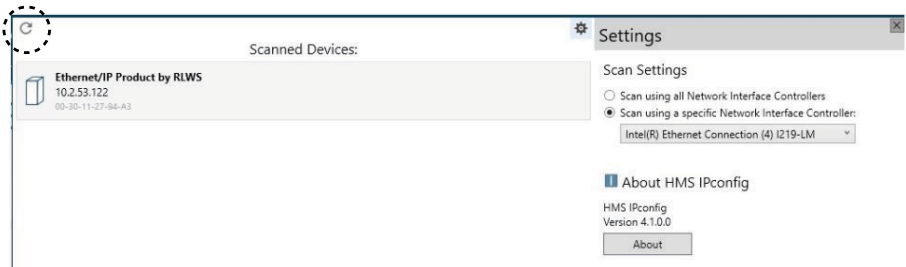 Scanned Devices:
Ethernet/IP Product by RLWS
10.2.53.122
00-30-11-27-94-A3
Settings
Scan Settings
Scan using all Network Interface Controllers
Scan using a specific Network Interface Controller:
Intel(R) Ethernet Connection (4) I219-LM
About HMS IPconfig
HMS IPconfig
Version 4.1.0.0
About